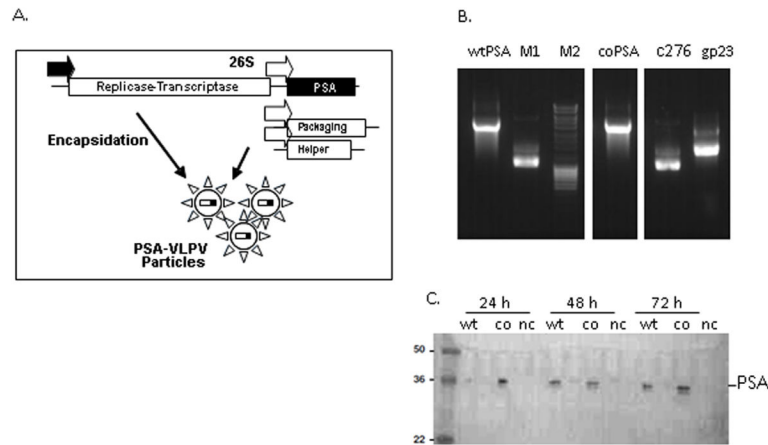 A.
26S
Replicase-Transcriptase
PSA
Packaging
Helper
Encapsidation
PSA-VLPV
Particles
B.
wtPSA M1 M2 coPSA c276 gp23
C.
24 h 48 h 72 h
wt co nc wt co nc wt co nc
50
36
22
PSA